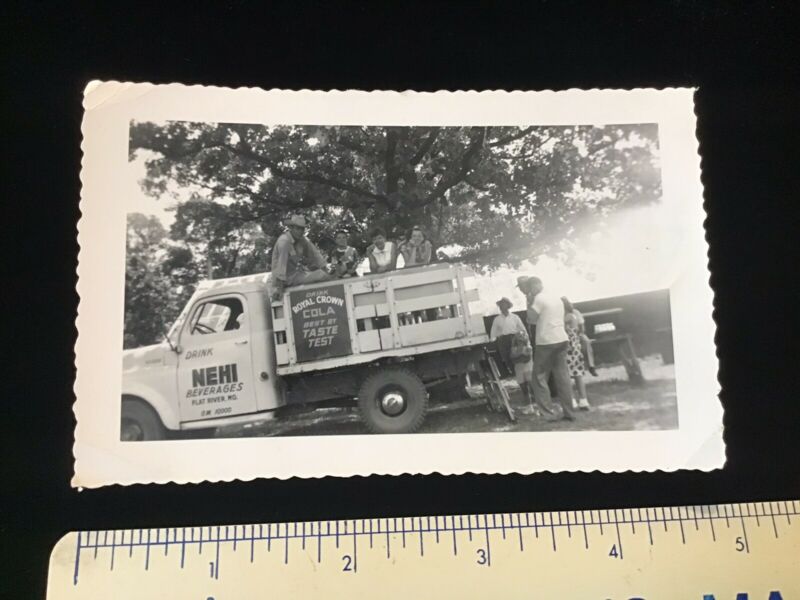 DRINK
ROYAL CROWN
COLA
BEST BY
TASTE
TEST
DRINK
NEHI
BEVERAGES
FLAT RIVER, MO.
G.W. 10000
1
2
3
4
5